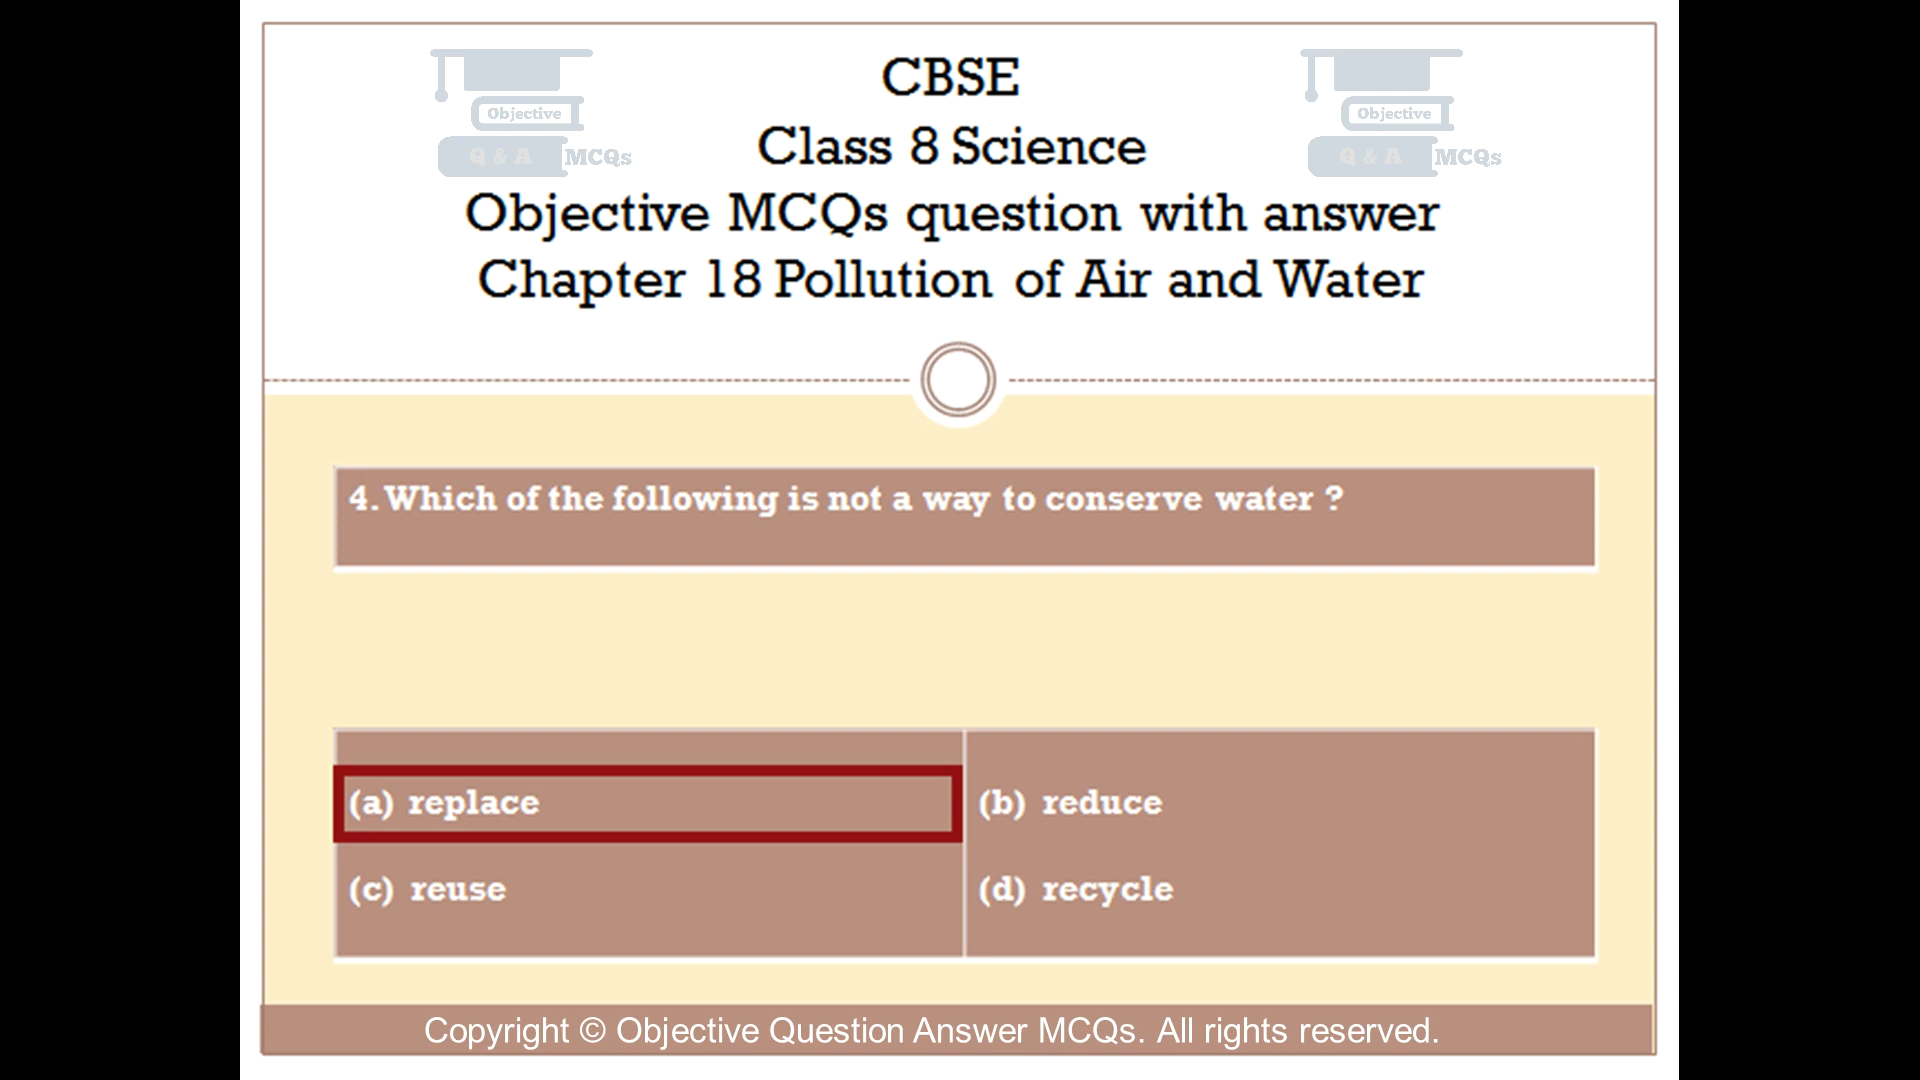 CBSE
Class 8 Science
Objective MCQs question with answer
Chapter 18 Pollution of Air and Water
Objective
Q & A MCQs
Objective
Q & A MCQs
4. Which of the following is not a way to conserve water ?
(a) replace
(b) reduce
(c) reuse
(d) recycle
Copyright © Objective Question Answer MCQs. All rights reserved.